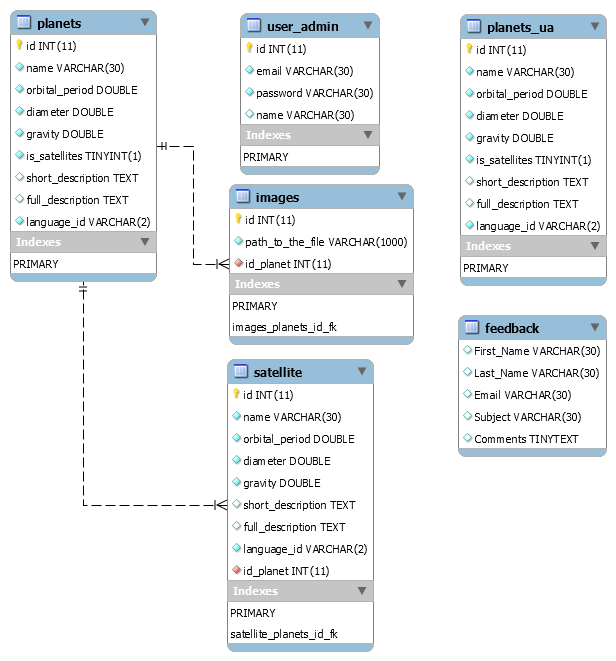 planets
id INT(11)
name VARCHAR(30)
orbital_period DOUBLE
diameter DOUBLE
gravity DOUBLE
is_satellites TINYINT(1)
short_description TEXT
full_description TEXT
language_id VARCHAR(2)
Indexes
PRIMARY
user_admin
id INT(11)
email VARCHAR(30)
password VARCHAR(30)
name VARCHAR(30)
Indexes
PRIMARY
planets_ua
id INT(11)
name VARCHAR(30)
orbital_period DOUBLE
diameter DOUBLE
gravity DOUBLE
is_satellites TINYINT(1)
short_description TEXT
full_description TEXT
language_id VARCHAR(2)
Indexes
PRIMARY
images
id INT(11)
path_to_the_file VARCHAR(1000)
id_planet INT(11)
Indexes
PRIMARY
images_planets_id_fk
feedback
First_Name VARCHAR(30)
Last_Name VARCHAR(30)
Email VARCHAR(30)
Subject VARCHAR(30)
Comments TINYTEXT
satellite
id INT(11)
name VARCHAR(30)
orbital_period DOUBLE
diameter DOUBLE
gravity DOUBLE
short_description TEXT
full_description TEXT
language_id VARCHAR(2)
id_planet INT(11)
Indexes
PRIMARY
satellite_planets_id_fk